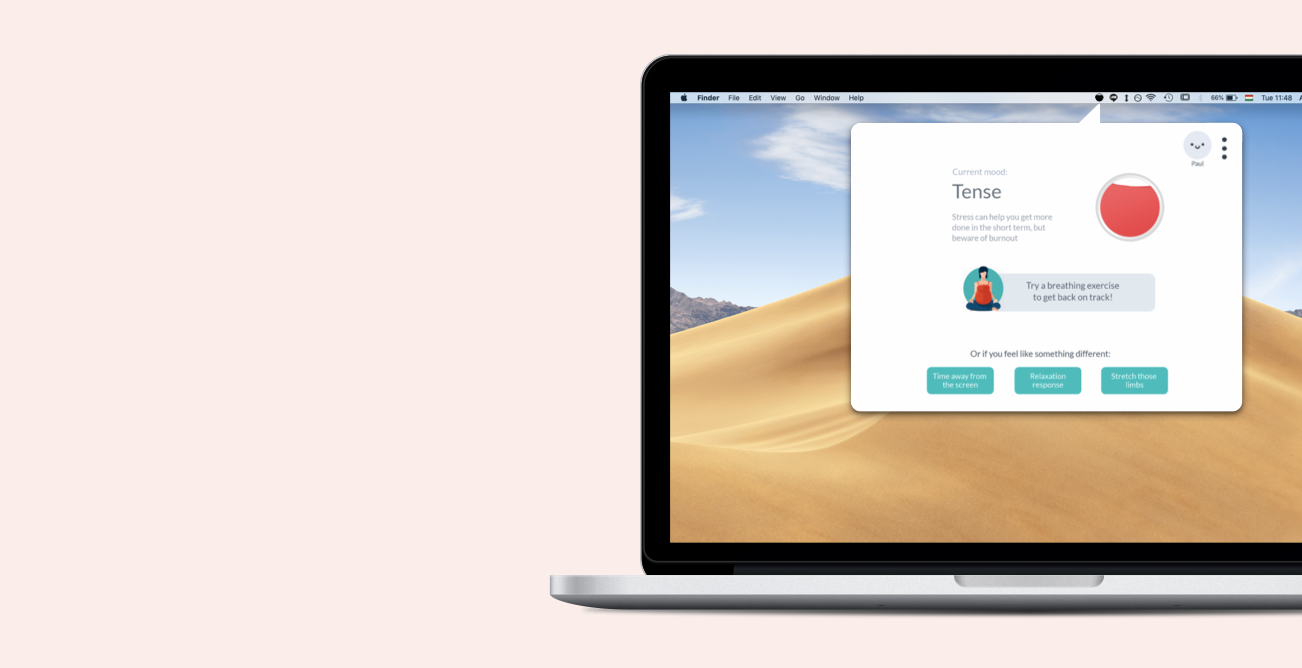 Finder File Edit View Go Window Help
66% Tue 11:48
Paul
Current mood:
Tense
Stress can help you get more
done in the short term, but
beware of burnout
Try a breathing exercise
to get back on track!
Or if you feel like something different:
Time away from
the screen
Relaxation
response
Stretch those
limbs